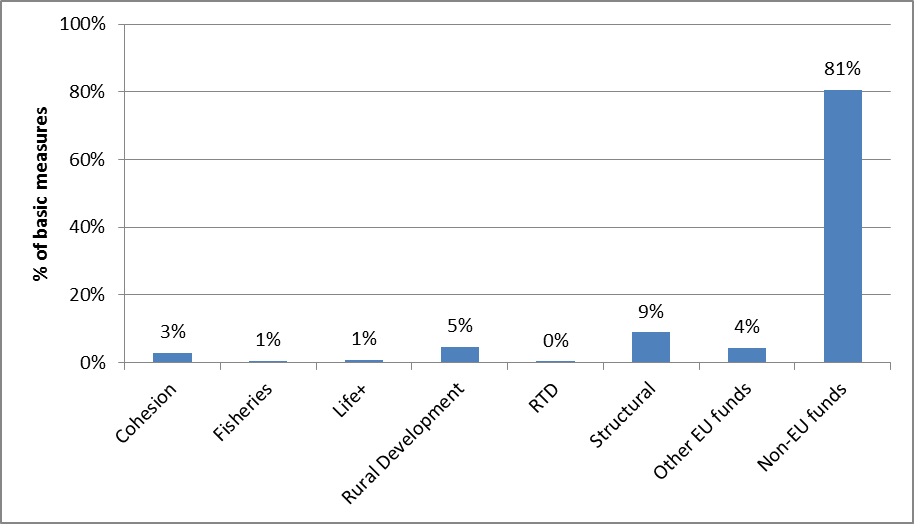 100%
80%
60%
40%
20%
0%
% of basic measures
3%
1%
1%
5%
0%
9%
4%
81%
Cohesion
Fisheries
Life+
Rural Development
RTD
Structural
Other EU funds
Non-EU funds